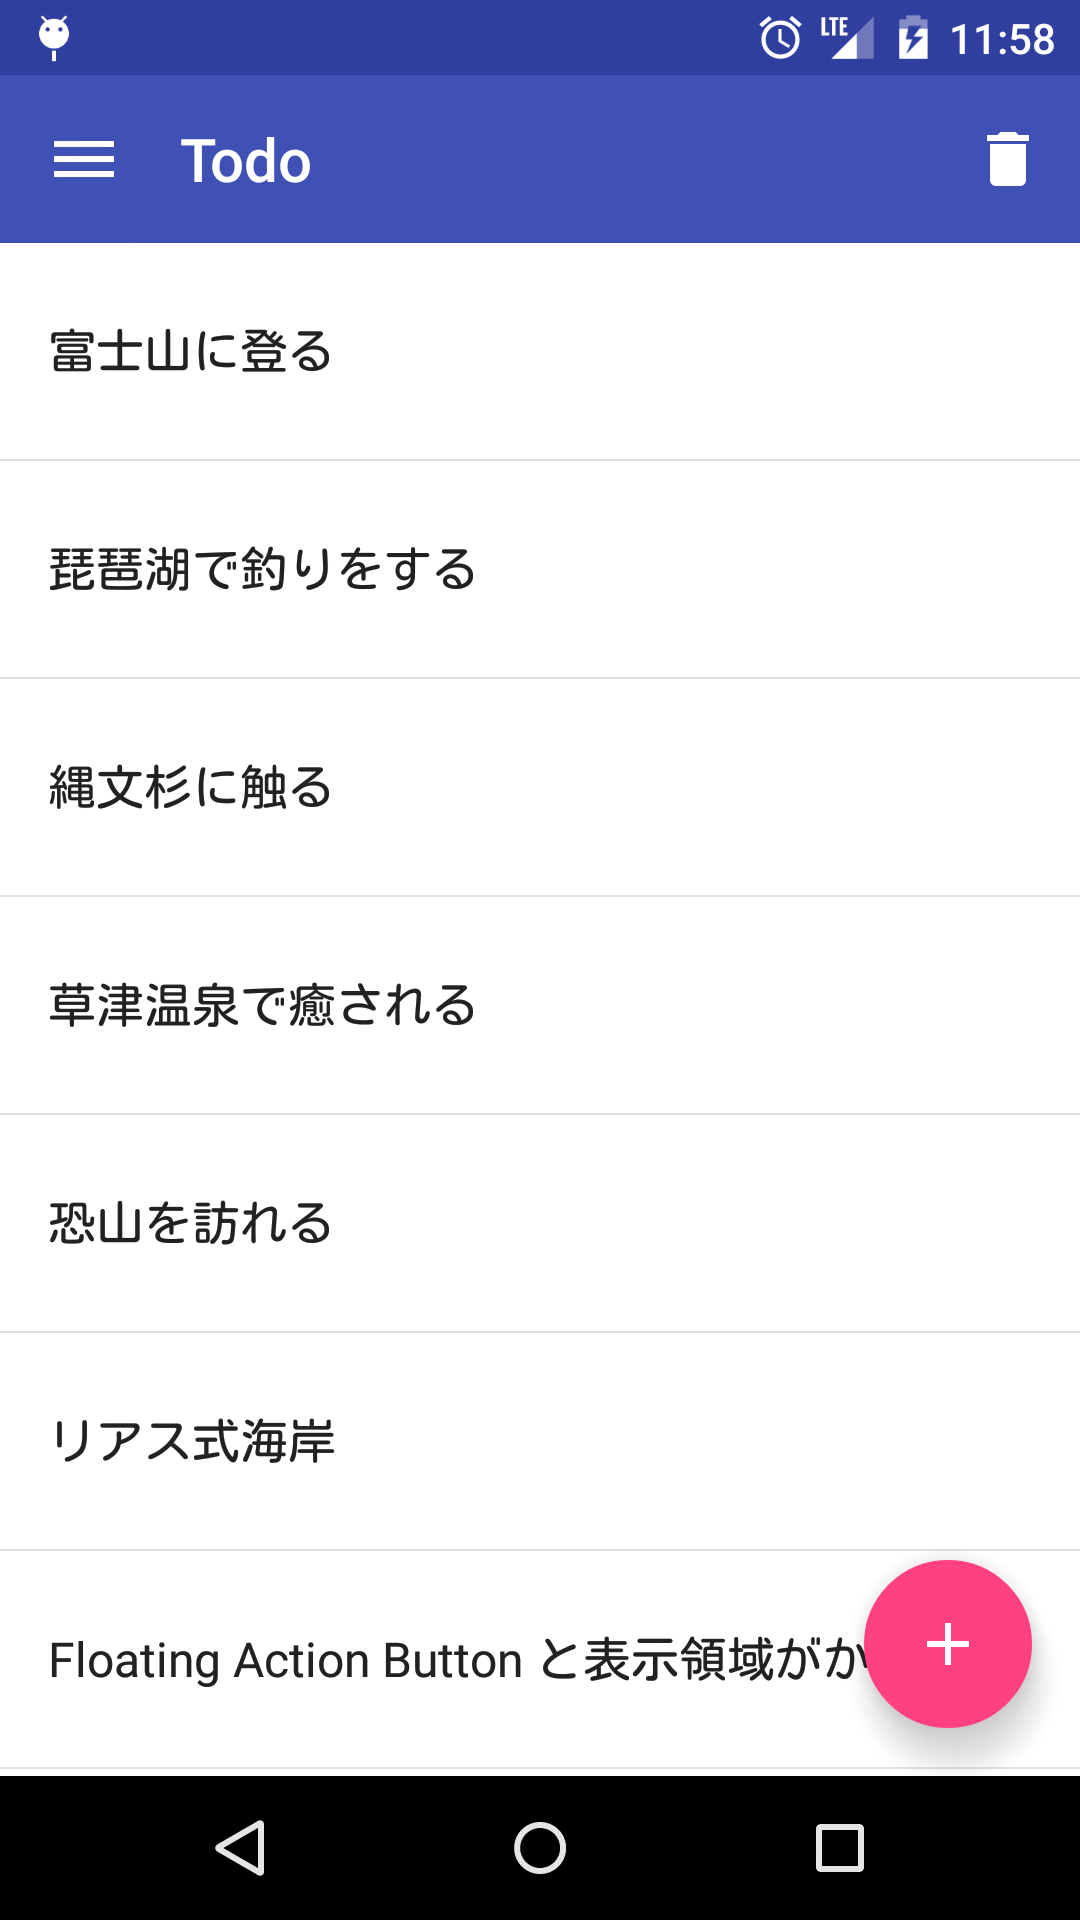 LTE 11:58
Todo
富士山に登る
琵琶湖で釣りをする
縄文杉に触る
草津温泉で癒される
恐山を訪れる
リアス式海岸
Floating Action Button と表示領域がか